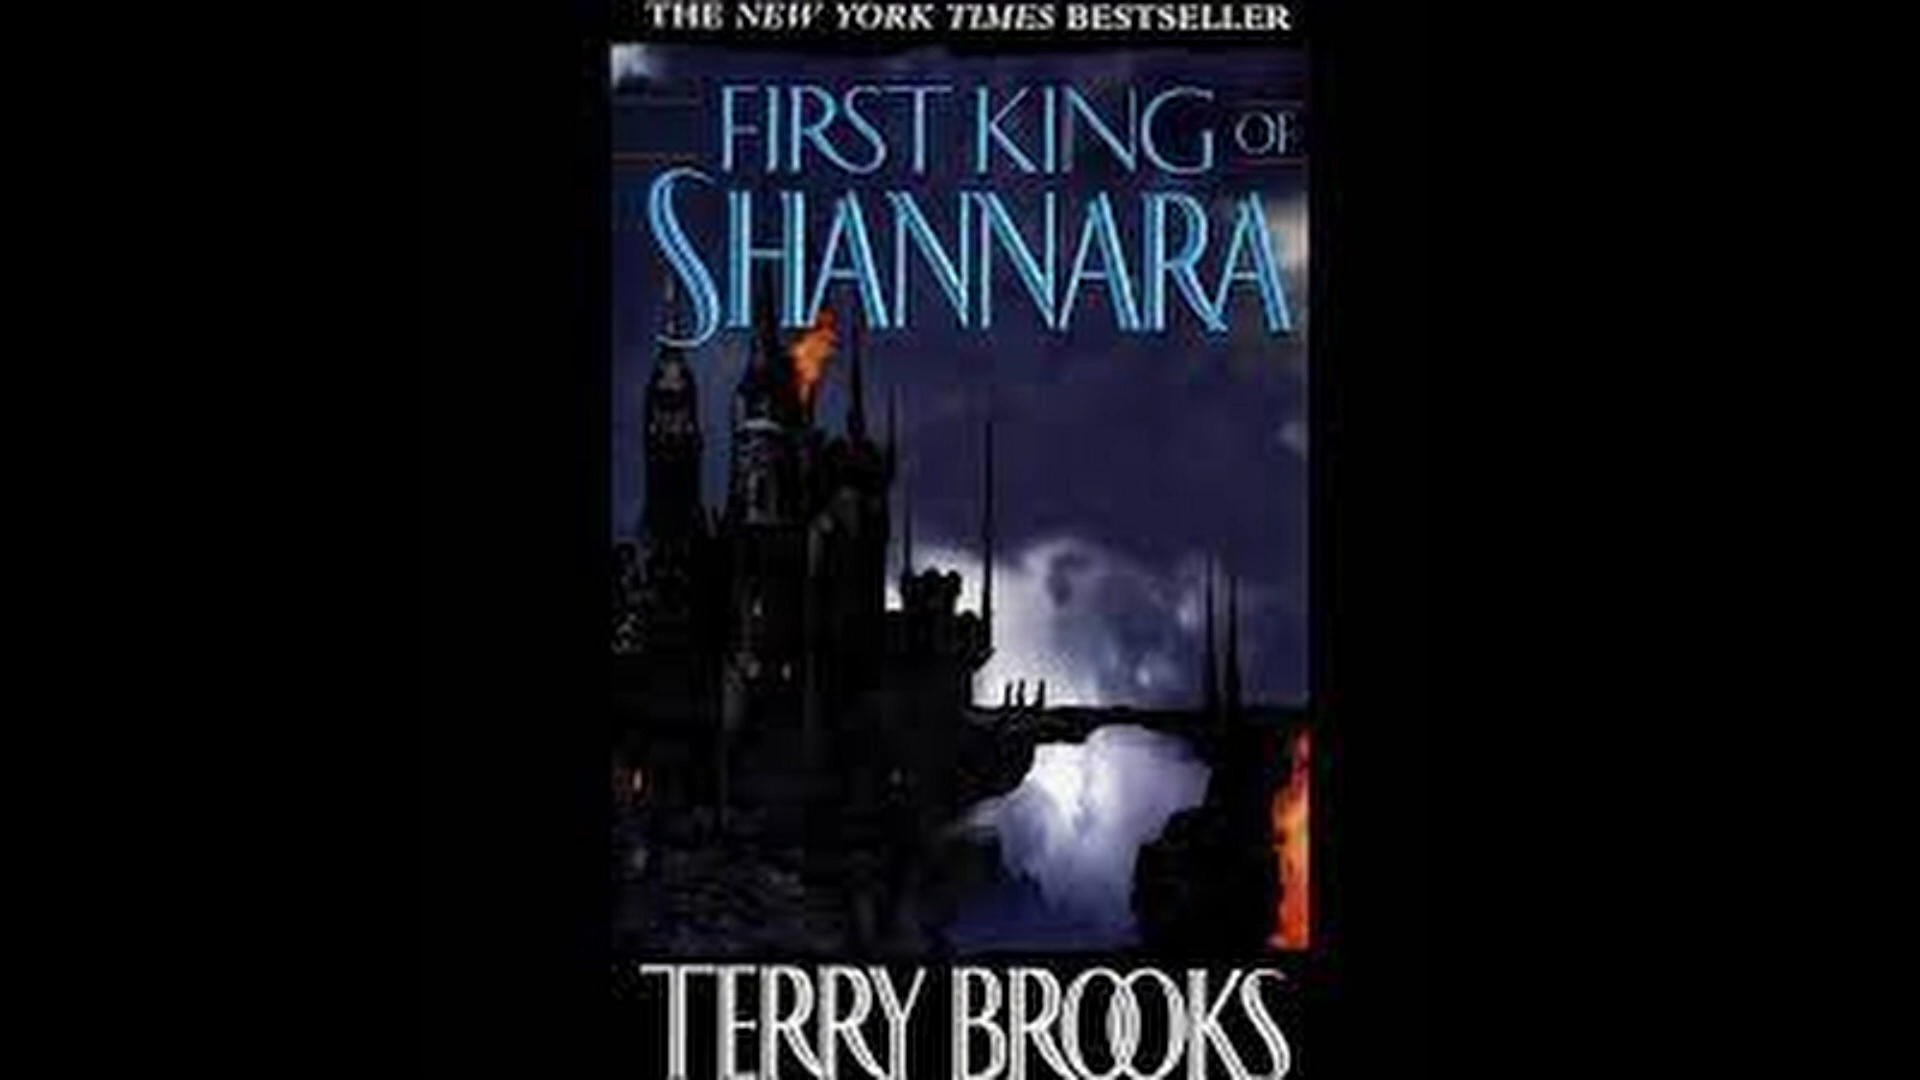 THE NEW YORK TIMES BESTSELLER
FIRST KING OF
SHANNARA
TERRY BROOKS